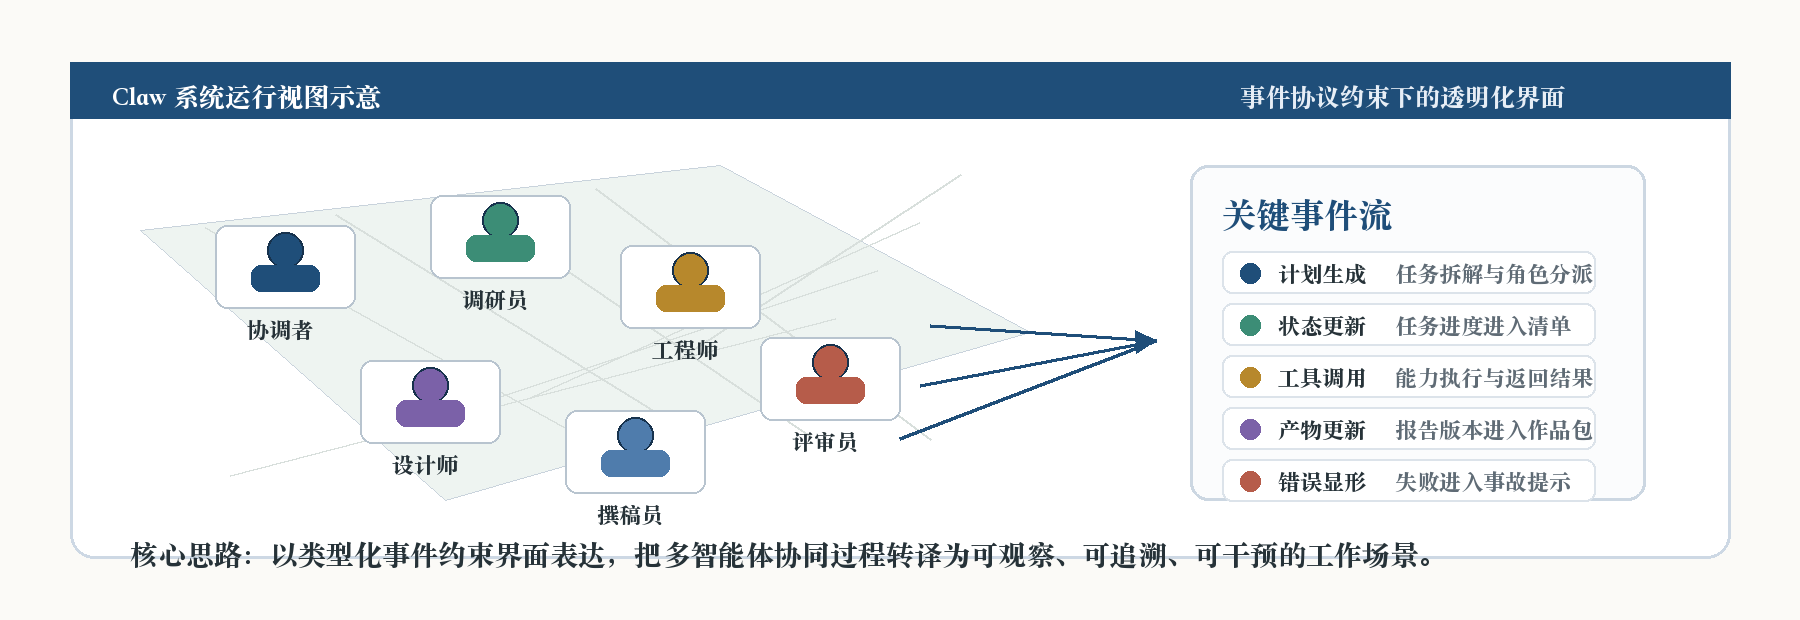 Claw 系统运行视图示意
事件协议约束下的透明化界面
协调者
调研员
工程师
设计师
撰稿员
评审员
关键事件流
计划生成 任务拆解与角色分派
状态更新 任务进度进入清单
工具调用 能力执行与返回结果
产物更新 报告版本进入作品包
错误显形 失败进入事故提示
核心思路：以类型化事件约束界面表达，把多智能体协同过程转译为可观察、可追溯、可干预的工作场景。